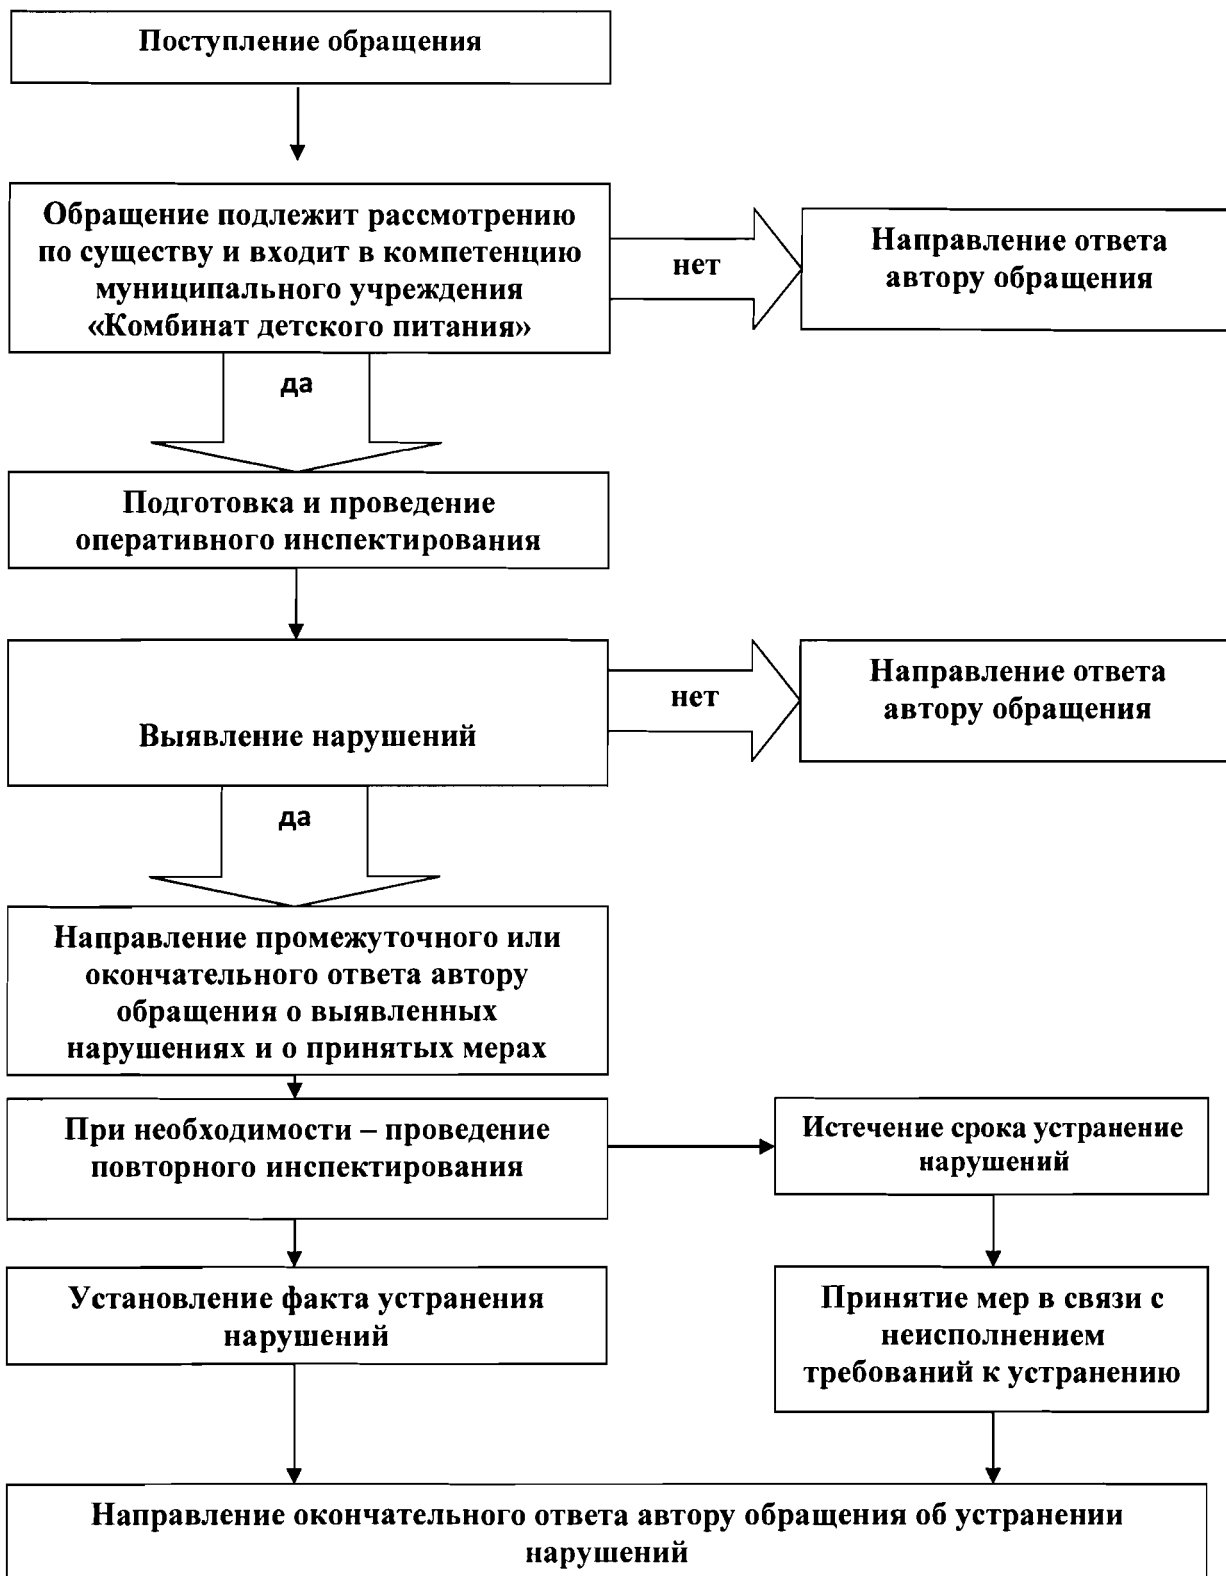 Поступление обращения
Обращение подлежит рассмотрению
по существу и входит в компетенцию
муниципального учреждения
«Комбинат детского питания»
нет
Направление ответа
автору обращения
да
Подготовка и проведение
оперативного инспектирования
Выявление нарушений
нет
Направление ответа
автору обращения
да
Направление промежуточного или
окончательного ответа автору
обращения о выявленных
нарушениях и о принятых мерах
При необходимости – проведение
повторного инспектирования
Истечение срока устранение
нарушений
Установление факта устранения
нарушений
Принятие мер в связи с
неисполнением
требований к устранению
Направление окончательного ответа автору обращения об устранении
нарушений